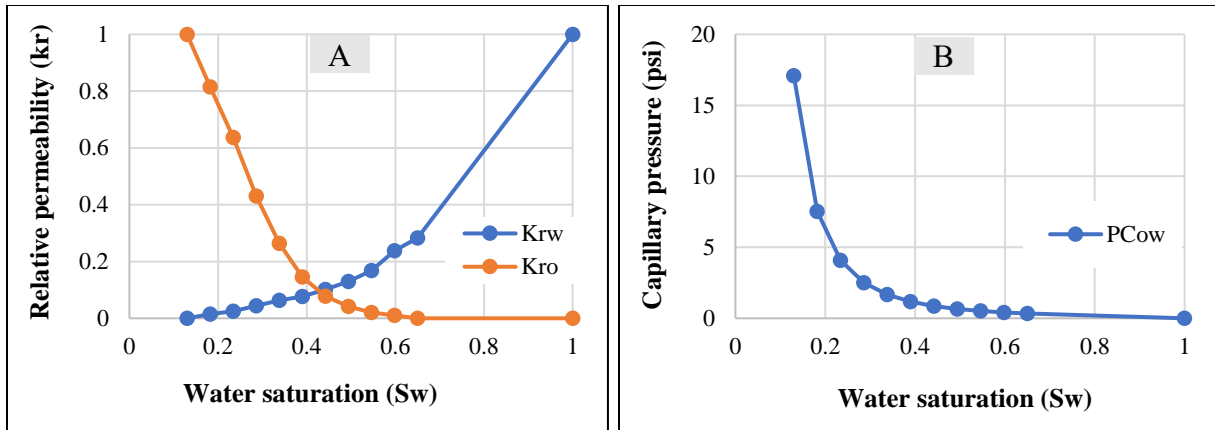 A
Relative permeability (kr)
1
0.8
0.6
0.4
0.2
0
Krw
Kro
0 0.2 0.4 0.6 0.8 1
Water saturation (Sw)
B
Capillary pressure (psi)
20
15
10
5
0
PCow
0 0.2 0.4 0.6 0.8 1
Water saturation (Sw)